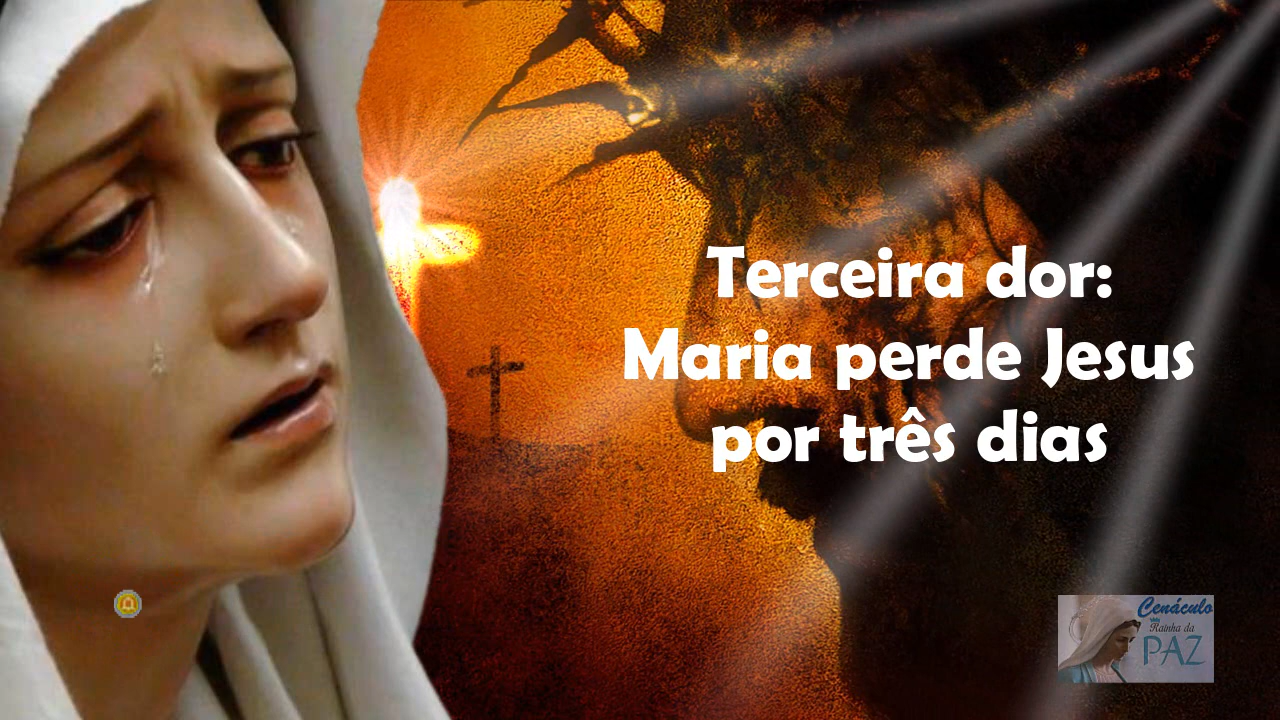 Terceira dor:
Maria perde Jesus
por três dias
Cenáculo
Rainha da
PAZ